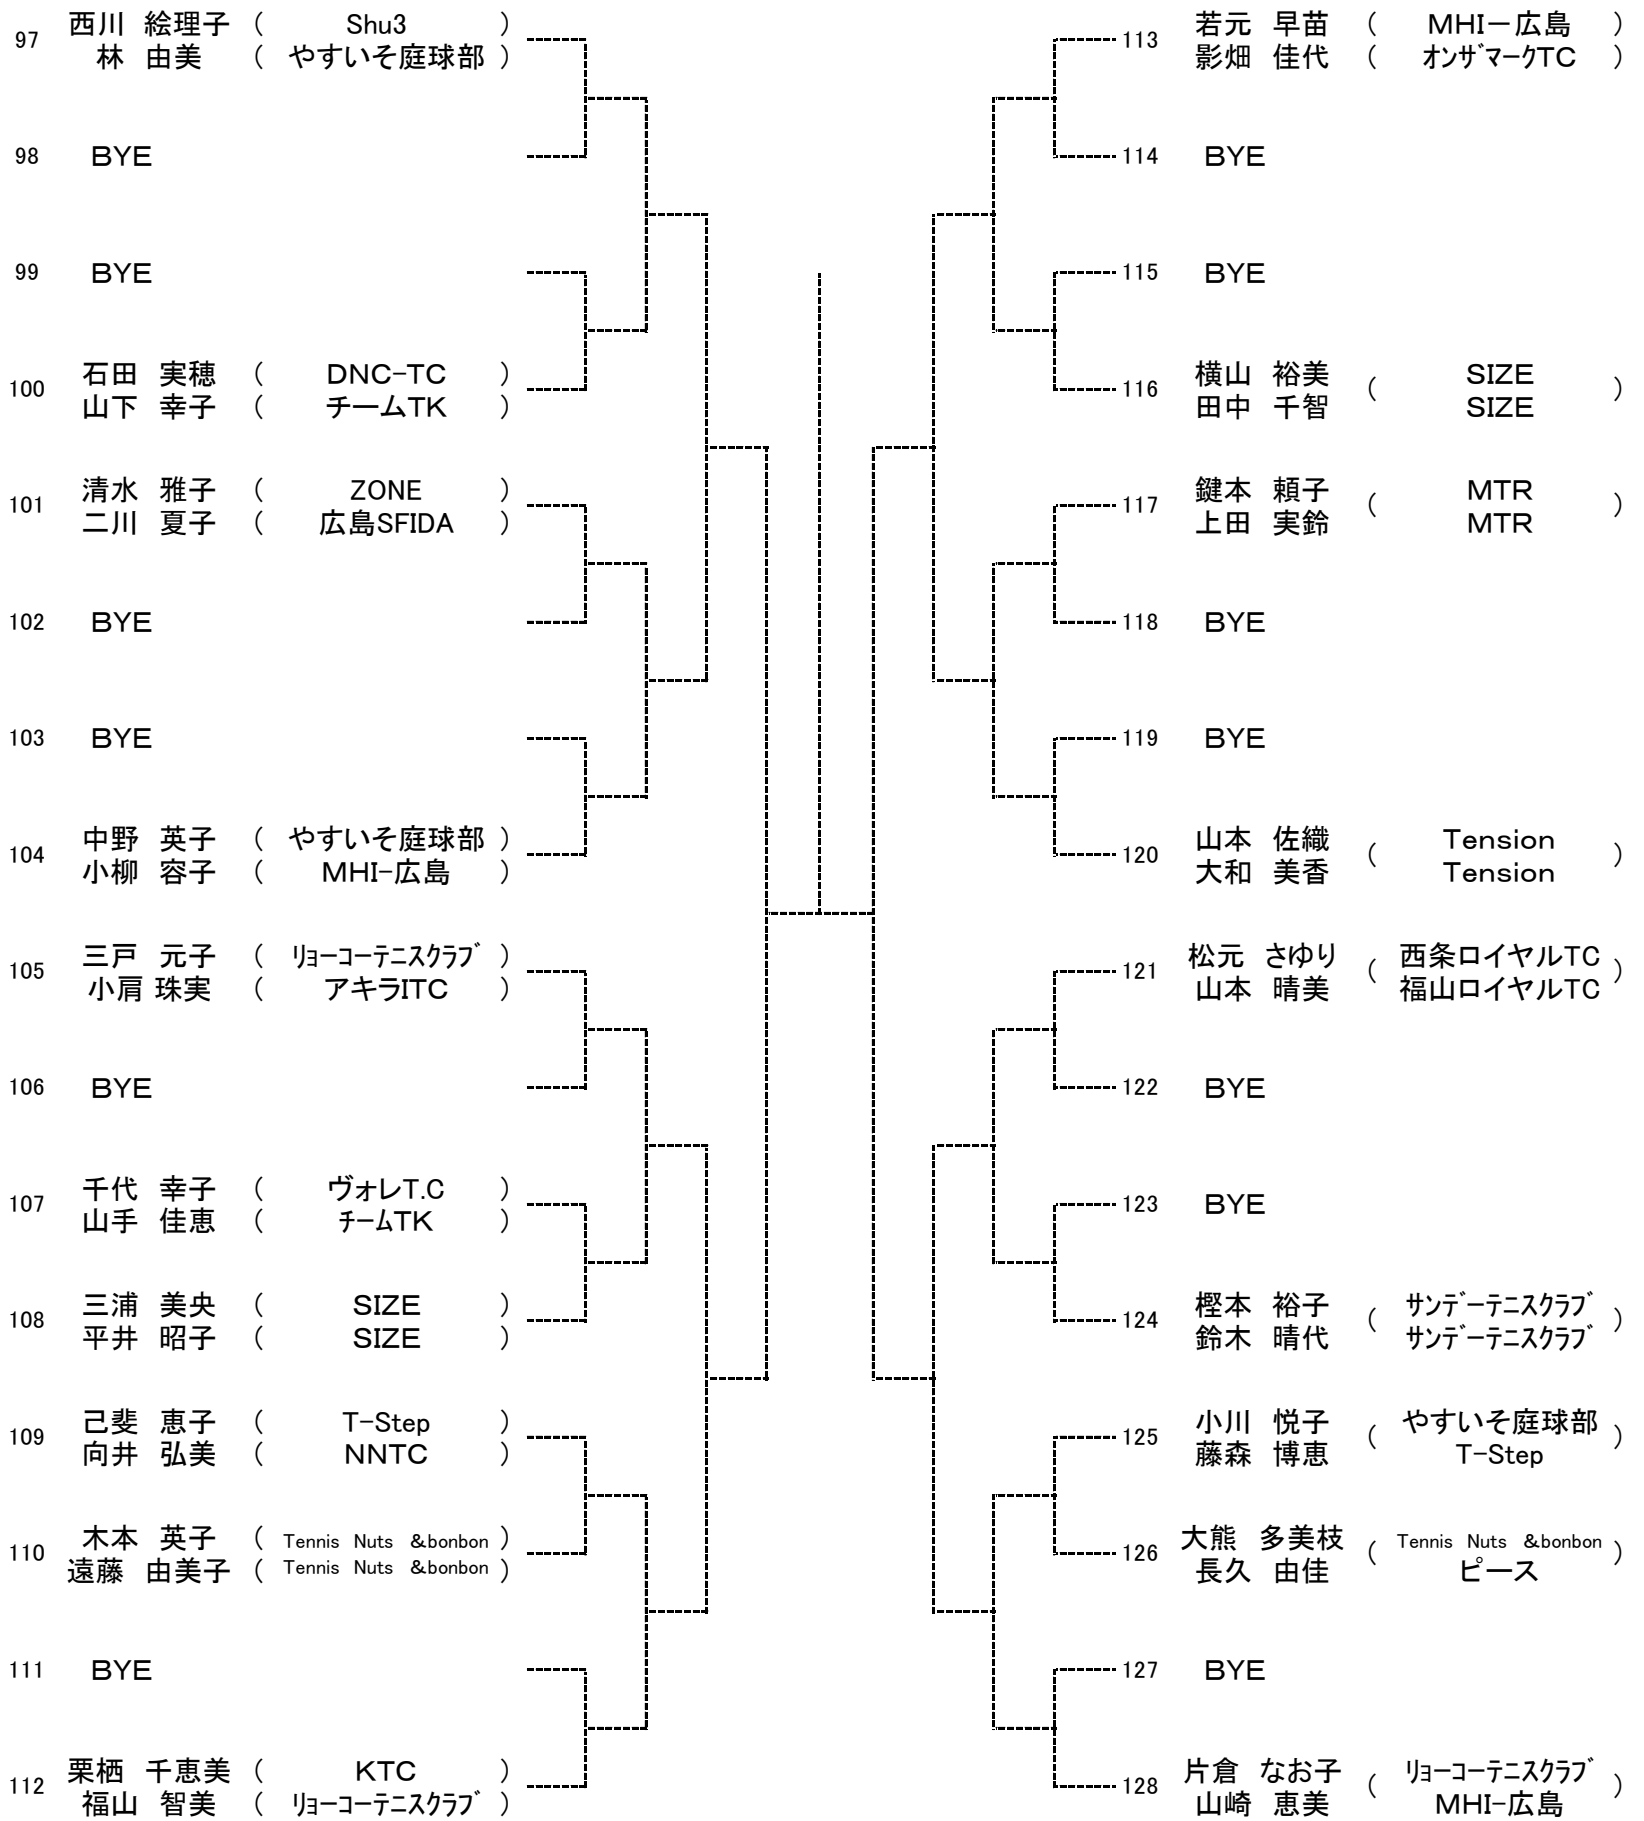 97 西川 絵理子 ( Shu3 )
林 由美 ( やすいそ庭球部 )
98 BYE
99 BYE
100 石田 実穂 ( DNC-TC )
山下 幸子 ( チームTK )
101 清水 雅子 ( ZONE )
二川 夏子 ( 広島SFIDA )
102 BYE
103 BYE
104 中野 英子 ( やすいそ庭球部 )
小柳 容子 ( MHI-広島 )
105 三戸 元子 ( ﾘｮｰｺｰﾃﾆｽｸﾗﾌﾞ )
小肩 珠実 ( アキラITC )
106 BYE
107 千代 幸子 ( ヴォレT.C )
山手 佳恵 ( ﾁｰﾑTK )
108 三浦 美央 ( SIZE )
平井 昭子 ( SIZE )
109 己斐 恵子 ( T-Step )
向井 弘美 ( NNTC )
110 木本 英子 ( Tennis Nuts &bonbon )
遠藤 由美子 ( Tennis Nuts &bonbon )
111 BYE
112 栗栖 千恵美 ( KTC )
福山 智美 ( ﾘｮｰｺｰﾃﾆｽｸﾗﾌﾞ )
113 若元 早苗 ( MHI－広島 )
影畑 佳代 ( ｵﾝｻﾞﾏｰｸTC )
114 BYE
115 BYE
116 横山 裕美 ( SIZE )
田中 千智 SIZE
117 鍵本 頼子 ( MTR )
上田 実鈴 MTR
118 BYE
119 BYE
120 山本 佐織 ( Tension )
大和 美香 Tension
121 松元 さゆり ( 西条ロイヤルTC )
山本 晴美 福山ロイヤルTC
122 BYE
123 BYE
124 樫本 裕子 ( ｻﾝﾃﾞｰﾃﾆｽｸﾗﾌﾞ )
鈴木 晴代 ｻﾝﾃﾞｰﾃﾆｽｸﾗﾌﾞ
125 小川 悦子 ( やすいそ庭球部 )
藤森 博恵 T-Step
126 大熊 多美枝 ( Tennis Nuts &bonbon )
長久 由佳 ピース
127 BYE
128 片倉 なお子 ( ﾘｮｰｺｰﾃﾆｽｸﾗﾌﾞ )
山崎 恵美 MHI-広島